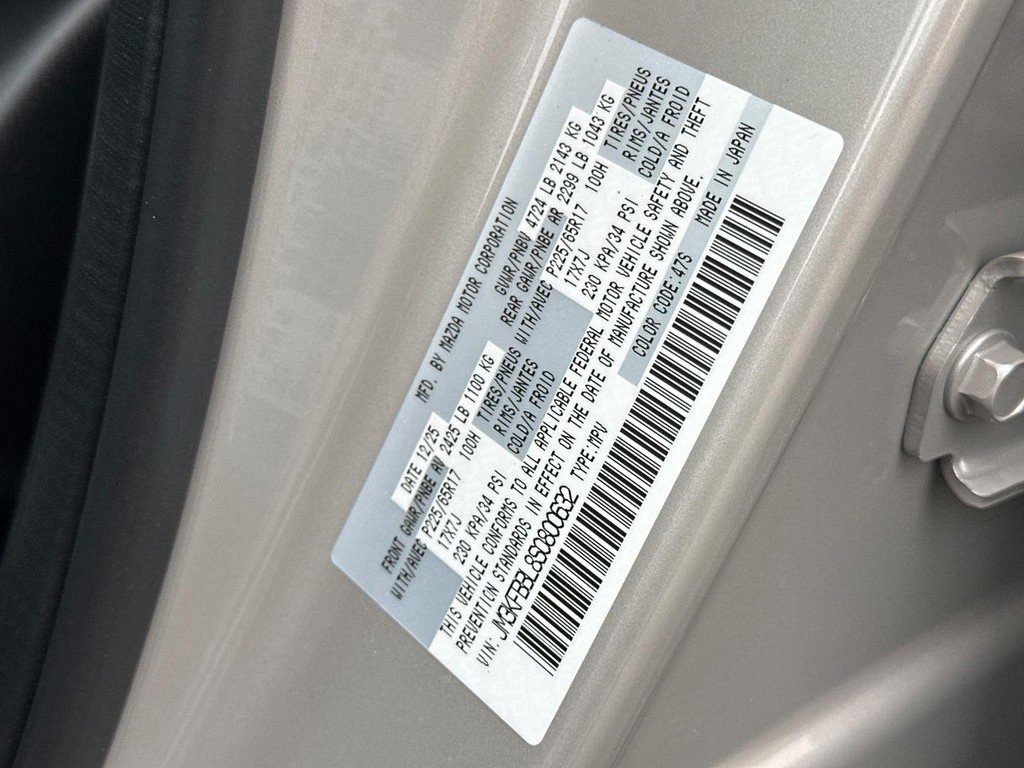 MFD. BY MAZDA MOTOR CORPORATION
DATE 12/25 GVWR/PNBV 4724 LB 2143 KG
FRONT GAWR/PNBE AV 2425 LB 1100 KG REAR GAWR/PNBE AR 2299 LB 1043 KG
WITH/AVEC P225/65R17 100H TIRES/PNEUS WITH/AVEC P225/65R17 100H TIRES/PNEUS
17X7J RIMS/JANTES 17X7J RIMS/JANTES
230 KPA/34 PSI COLD/A FROID 230 KPA/34 PSI COLD/A FROID
THIS VEHICLE CONFORMS TO ALL APPLICABLE FEDERAL MOTOR VEHICLE SAFETY AND THEFT
PREVENTION STANDARDS IN EFFECT ON THE DATE OF MANUFACTURE SHOWN ABOVE.
VIN: JM3KFBBL8S0800632 TYPE:MPV COLOR CODE:47S MADE IN JAPAN